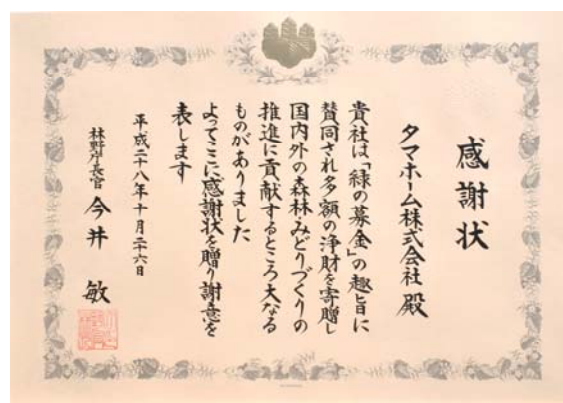 感謝状
タマホーム株式会社 殿
貴社は「緑の募金」の趣旨に
賛同され多額の浄財を寄贈し
国内外の森林みどりづくりの
推進に貢献するところ大なる
ものがありました
よってここに感謝状を贈り謝意を
表します
平成二十八年十月二十六日
林野庁長官 今井 敏